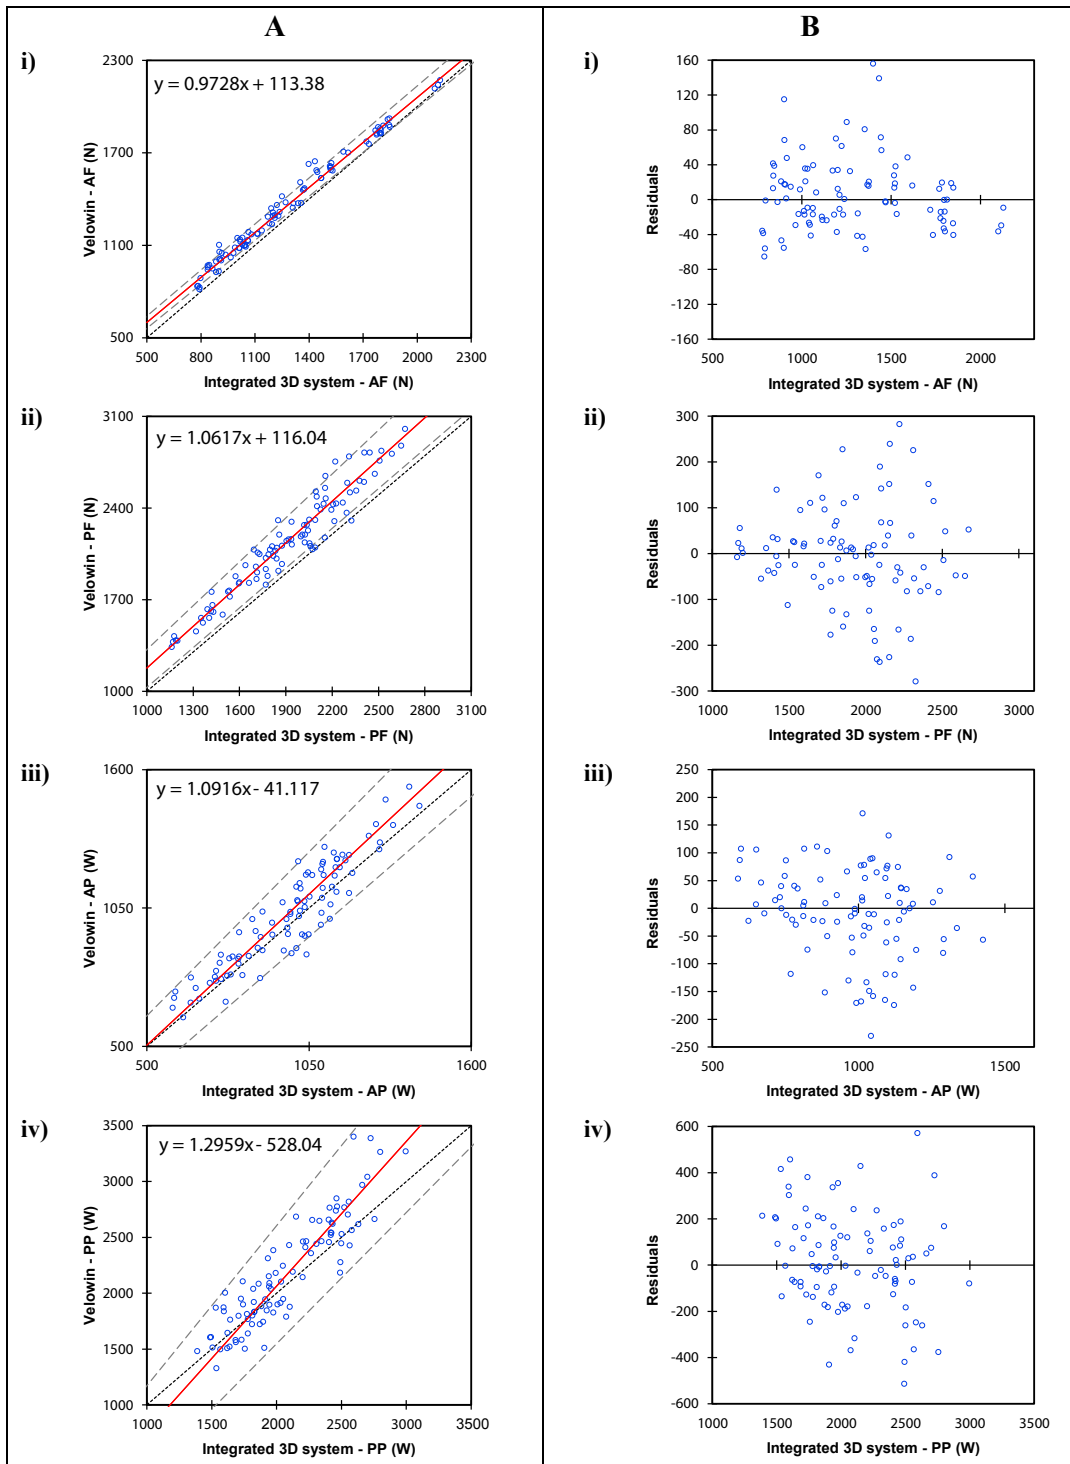 A
B
i)
y = 0.9728x + 113.38
2300
1700
1100
500
500 800 1100 1400 1700 2000 2300
Velowin - AF (N)
Integrated 3D system - AF (N)
i)
160
120
80
40
0
-40
-80
-120
-160
500 1000 1500 2000
Residuals
Integrated 3D system - AF (N)
ii)
y = 1.0617x + 116.04
3100
2400
1700
1000
1000 1300 1600 1900 2200 2500 2800 3100
Velowin - PF (N)
Integrated 3D system - PF (N)
ii)
300
200
100
0
-100
-200
-300
1000 1500 2000 2500 3000
Residuals
Integrated 3D system - PF (N)
iii)
y = 1.0916x - 41.117
1600
1050
500
500 1050 1600
Velowin - AP (W)
Integrated 3D system - AP (W)
iii)
250
200
150
100
50
0
-50
-100
-150
-200
-250
500 1000 1500
Residuals
Integrated 3D system - AP (W)
iv)
y = 1.2959x - 528.04
3500
3000
2500
2000
1500
1000
1000 1500 2000 2500 3000 3500
Velowin - PP (W)
Integrated 3D system - PP (W)
iv)
600
400
200
0
-200
-400
-600
1000 1500 2000 2500 3000 3500
Residuals
Integrated 3D system - PP (W)